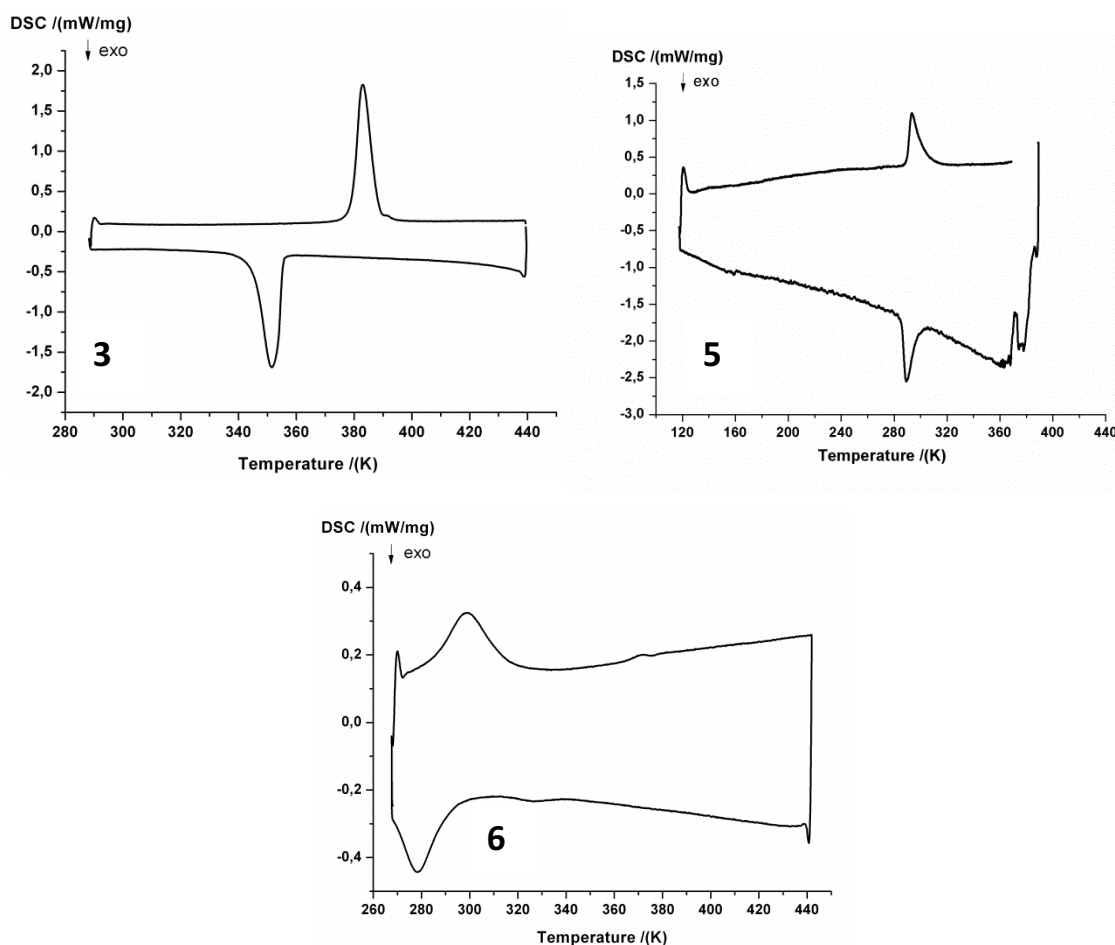 DSC /(mW/mg)
↓ exo
2,0
1,5
1,0
0,5
0,0
-0,5
-1,0
-1,5
-2,0
3
280 300 320 340 360 380 400 420 440
Temperature /(K)
DSC /(mW/mg)
↓ exo
1,5
1,0
0,5
0,0
-0,5
-1,0
-1,5
-2,0
-2,5
-3,0
5
120 160 200 240 280 320 360 400 440
Temperature /(K)
DSC /(mW/mg)
↓ exo
0,4
0,2
0,0
-0,2
-0,4
6
260 280 300 320 340 360 380 400 420 440
Temperature /(K)